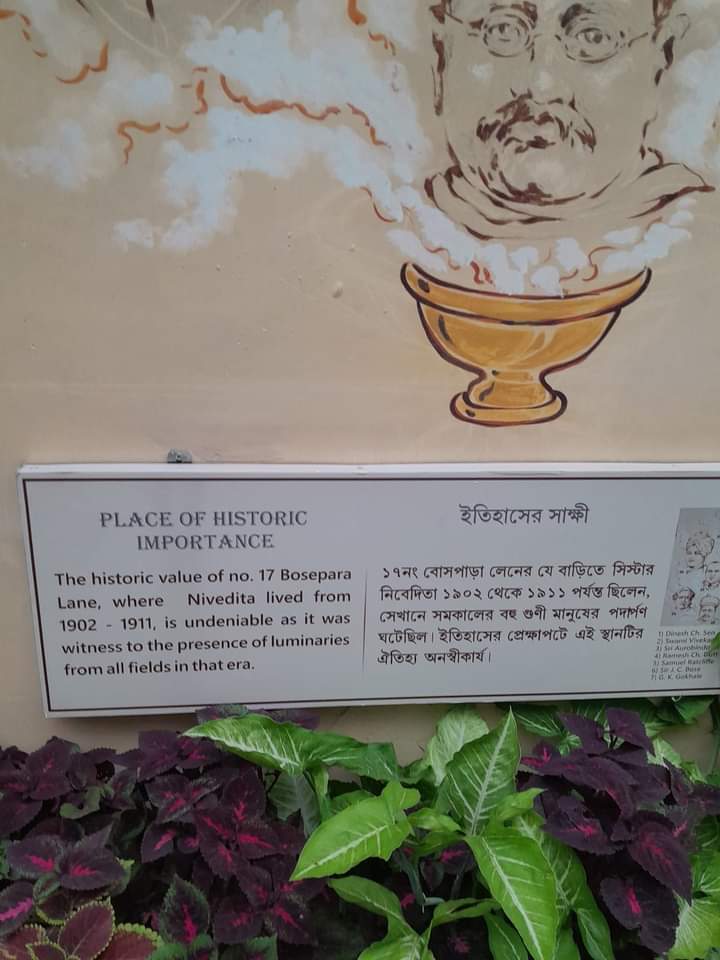 PLACE OF HISTORIC
IMPORTANCE
The historic value of no. 17 Bosepara
Lane, where Nivedita lived from
1902 - 1911, is undeniable as it was
witness to the presence of luminaries
from all fields in that era.
ইতিহাসের সাক্ষী
১৭নং বোসপাড়া লেনের যে বাড়িতে সিস্টার
নিবেদিতা ১৯০২ থেকে ১৯১১ পর্যন্ত ছিলেন,
সেখানে সমকালের বহু গুণী মানুষের পদার্পণ
ঘটেছিল। ইতিহাসের প্রেক্ষাপটে এই স্থানটির
ঐতিহ্য অনস্বীকার্য।
1) Dinesh Ch. Sen
2) Swami
3) Sri Aurobindo
4) Ramesh Ch.
5) Samuel Ratcliffe
6) Sir J. C. Bose
7) G. K. Gokhale